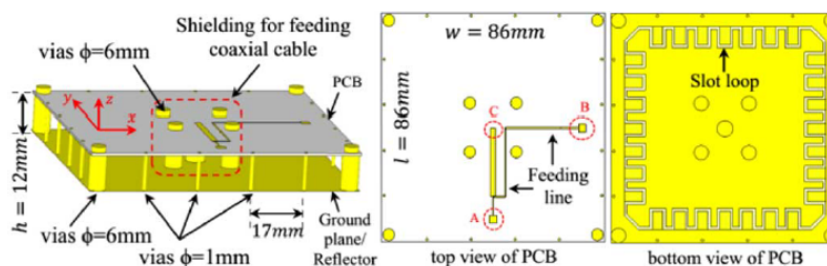 Shielding for feeding
coaxial cable
vias ϕ=6mm
PCB
y
z
x
h = 12mm
17mm
vias ϕ=6mm
vias ϕ=1mm
Ground
plane/
Reflector
w = 86mm
l = 86mm
C
B
Feeding
line
A
top view of PCB
Slot loop
bottom view of PCB